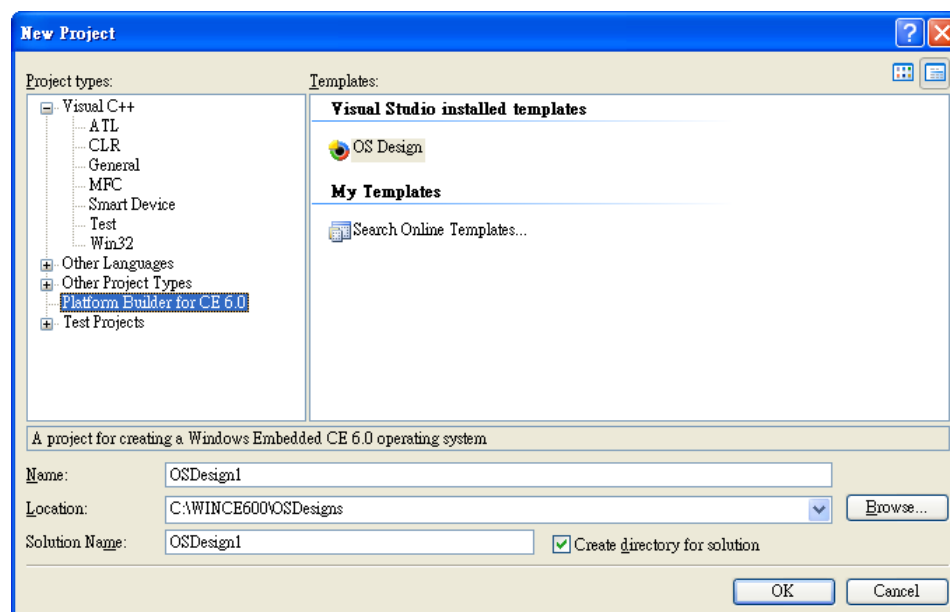 New Project
Project types:
Templates:
Visual C++
ATL
CLR
General
MFC
Smart Device
Test
Win32
Other Languages
Other Project Types
Platform Builder for CE 6.0
Test Projects
Visual Studio installed templates
OS Design
My Templates
Search Online Templates...
A project for creating a Windows Embedded CE 6.0 operating system
Name:
OSDesign1
Location:
C:\WINCE600\OSDesigns
Browse...
Solution Name:
OSDesign1
Create directory for solution
OK
Cancel